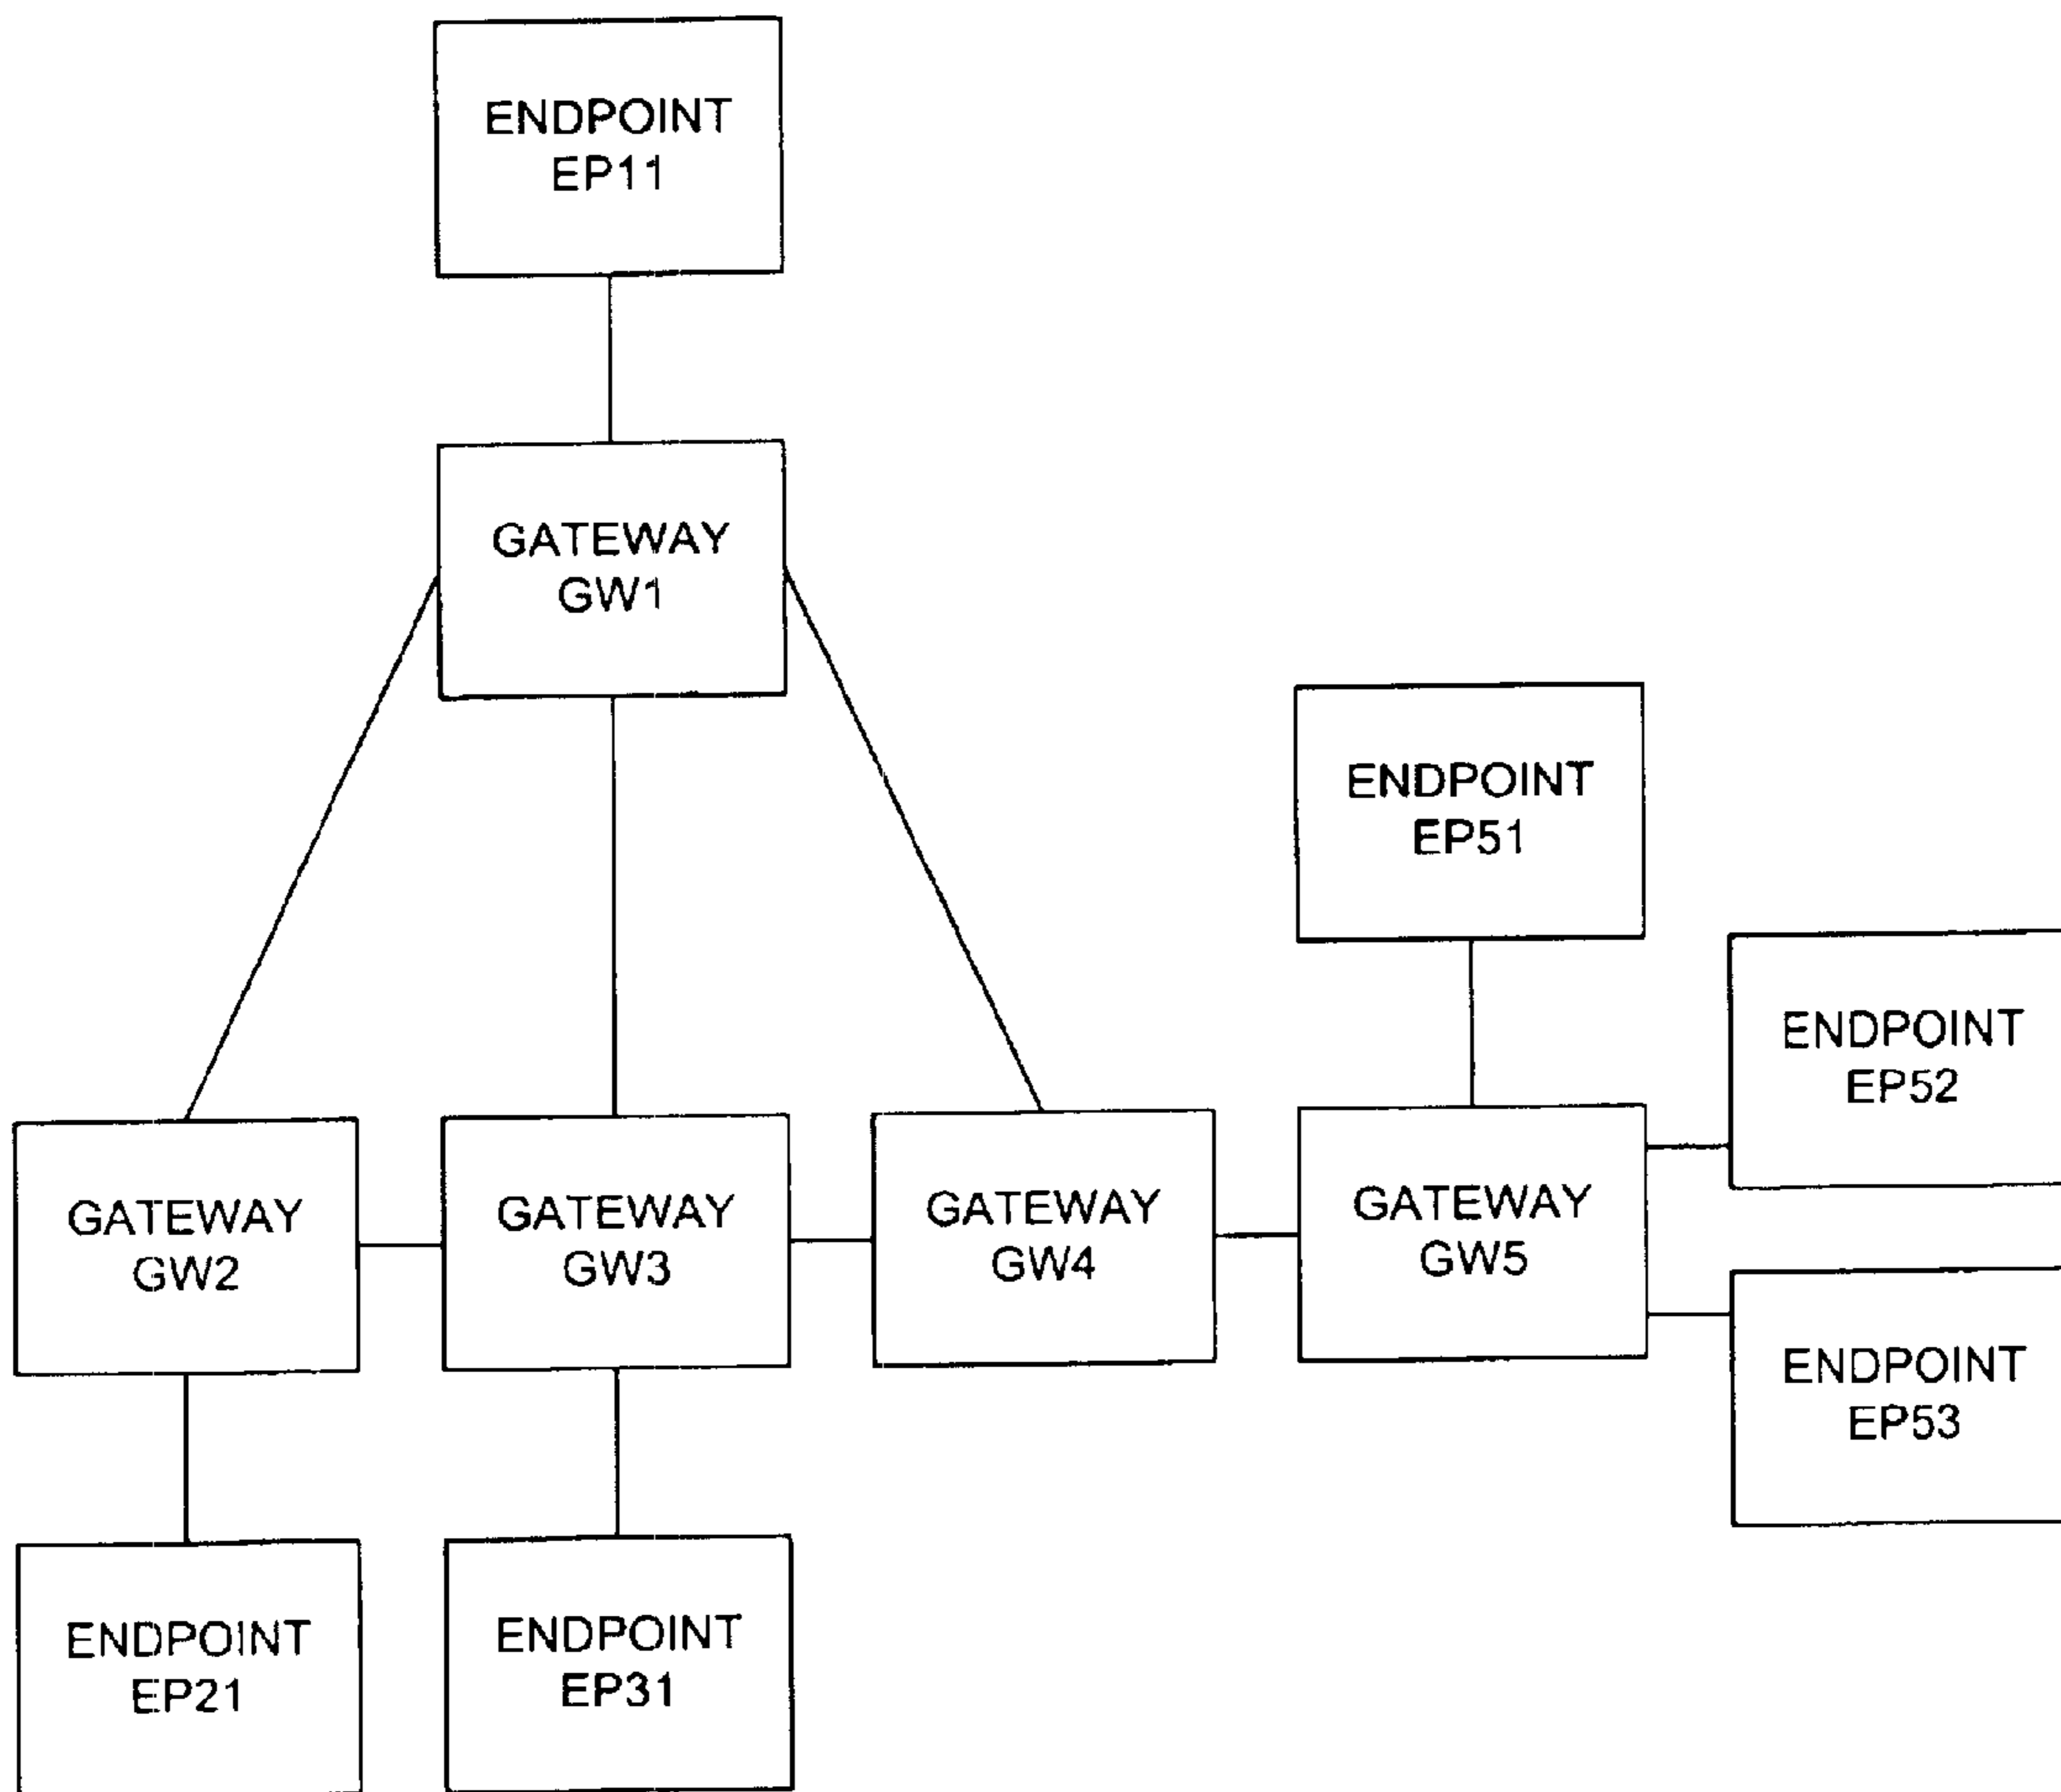 ENDPOINT
EP11
GATEWAY
GW1
ENDPOINT
EP51
ENDPOINT
EP52
GATEWAY
GW2
GATEWAY
GW3
GATEWAY
GW4
GATEWAY
GW5
ENDPOINT
EP53
ENDPOINT
EP21
ENDPOINT
EP31